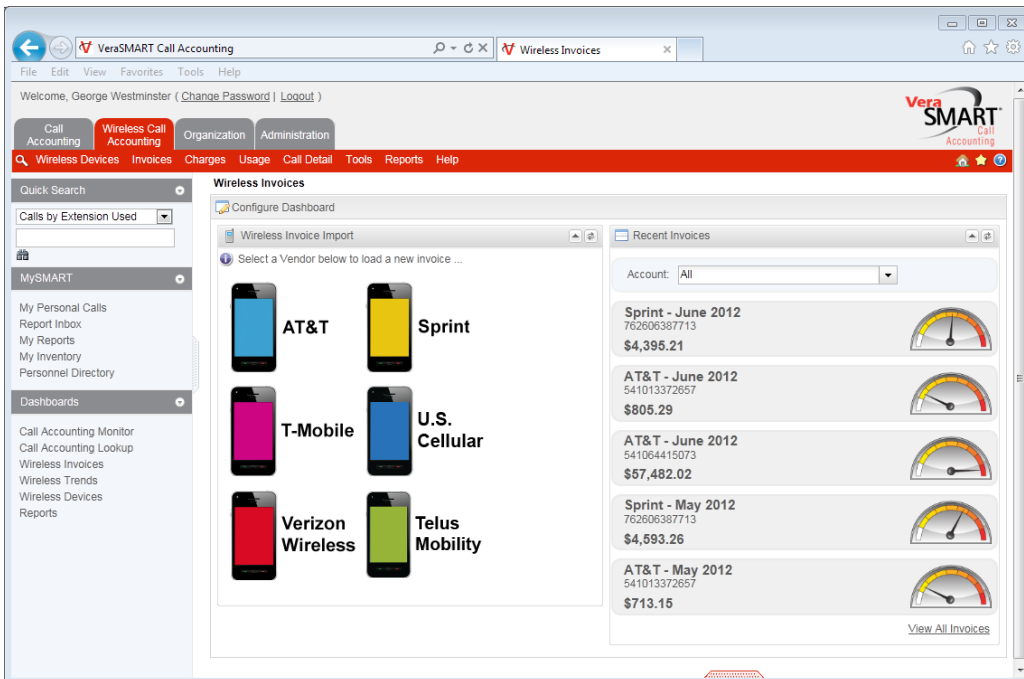 VeraSMART Call Accounting
Wireless Invoices
File Edit View Favorites Tools Help
Welcome, George Westminster ( Change Password | Logout )
Vera
SMART
Call
Accounting
Call
Accounting
Wireless Call
Accounting
Organization
Administration
Wireless Devices Invoices Charges Usage Call Detail Tools Reports Help
Quick Search
Calls by Extension Used
MySMART
My Personal Calls
Report Inbox
My Reports
My Inventory
Personnel Directory
Dashboards
Call Accounting Monitor
Call Accounting Lookup
Wireless Invoices
Wireless Trends
Wireless Devices
Reports
Wireless Invoices
Configure Dashboard
Wireless Invoice Import
Select a Vendor below to load a new invoice ...
AT&T
Sprint
T-Mobile
U.S.
Cellular
Verizon
Wireless
Telus
Mobility
Recent Invoices
Account: All
Sprint - June 2012
762606387713
$4,395.21
AT&T - June 2012
541013372657
$805.29
AT&T - June 2012
541064415073
$57,482.02
Sprint - May 2012
762606387713
$4,593.26
AT&T - May 2012
541013372657
$713.15
View All Invoices